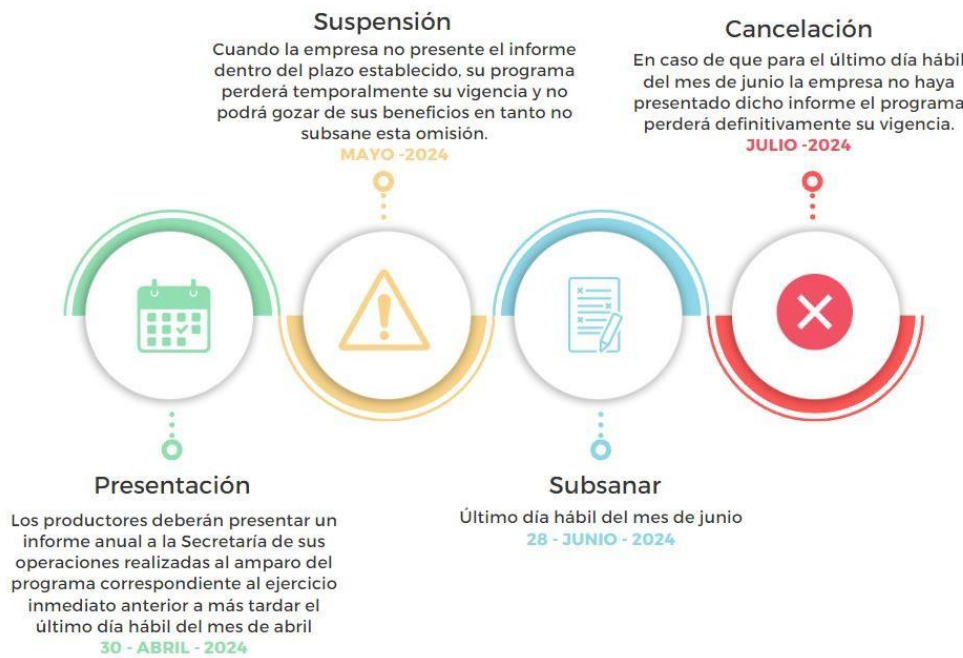 Suspensión
Cuando la empresa no presente el informe
dentro del plazo establecido, su programa
perderá temporalmente su vigencia y no
podrá gozar de sus beneficios en tanto no
subsane esta omisión.
MAYO -2024
Cancelación
En caso de que para el último día hábil
del mes de junio la empresa no haya
presentado dicho informe el programa
perderá definitivamente su vigencia.
JULIO -2024
Presentación
Los productores deberán presentar un
informe anual a la Secretaría de sus
operaciones realizadas al amparo del
programa correspondiente al ejercicio
inmediato anterior a más tardar el
último día hábil del mes de abril
30 - ABRIL - 2024
Subsanar
Último día hábil del mes de junio
28 - JUNIO - 2024